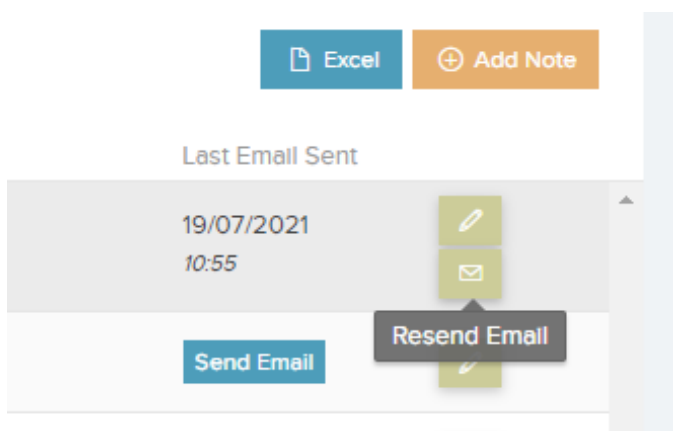 Excel
Add Note
Last Email Sent
19/07/2021
10:55
Resend Email
Send Email